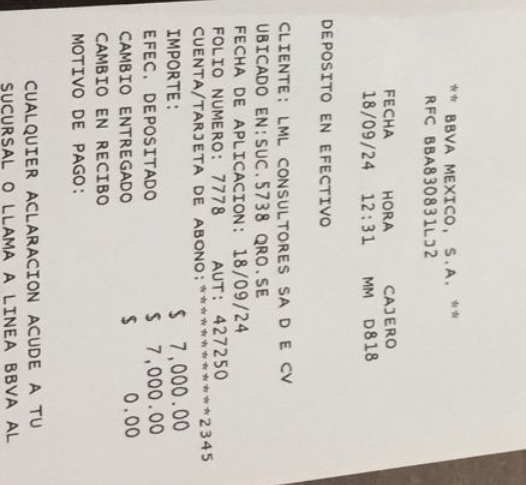 ** BBVA MEXICO, S.A. **
RFC BBA830831LJ2
FECHA HORA CAJERO
18/09/24 12:31 MM D818
DEPOSITO EN EFECTIVO
CLIENTE: LML CONSULTORES SA D E CV
UBICADO EN:SUC.5738 QRO.SE
FECHA DE APLICACION: 18/09/24
FOLIO NUMERO: 7778 AUT: 427250
CUENTA/TARJETA DE ABONO:************2345
IMPORTE: $ 7,000.00
EFEC. DEPOSITADO $ 7,000.00
CAMBIO ENTREGADO $ 0.00
CAMBIO EN RECIBO
MOTIVO DE PAGO:
CUALQUIER ACLARACION ACUDE A TU
SUCURSAL O LLAMA A LINEA BBVA AL